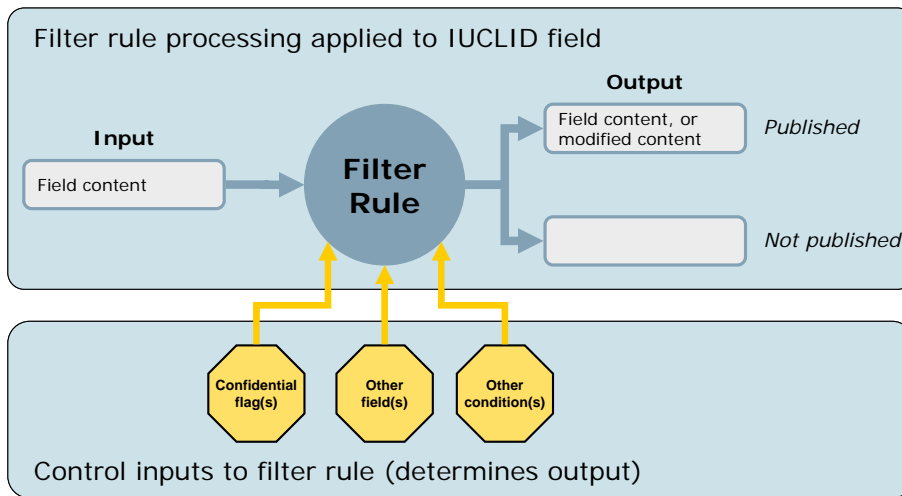 Filter rule processing applied to IUCLID field
Output
Input
Field content, or
modified content
Published
Field content
Filter
Rule
Not published
Confidential
flag(s)
Other
field(s)
Other
condition(s)
Control inputs to filter rule (determines output)